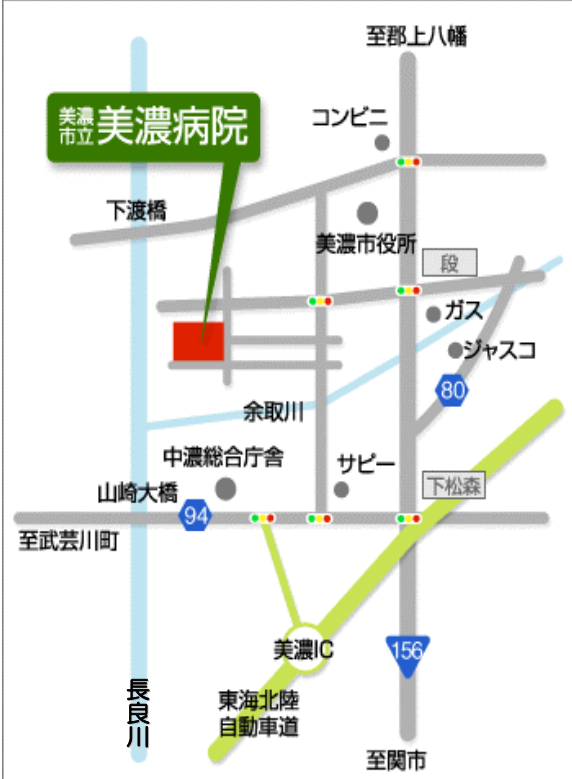 至郡上八幡
コンビニ
美濃
市立
美濃病院
下渡橋
美濃市役所
段
ガス
ジャスコ
80
余取川
中濃総合庁舎
サピー
山崎大橋
下松森
94
至武芸川町
美濃IC
156
長良川
東海北陸
自動車道
至関市